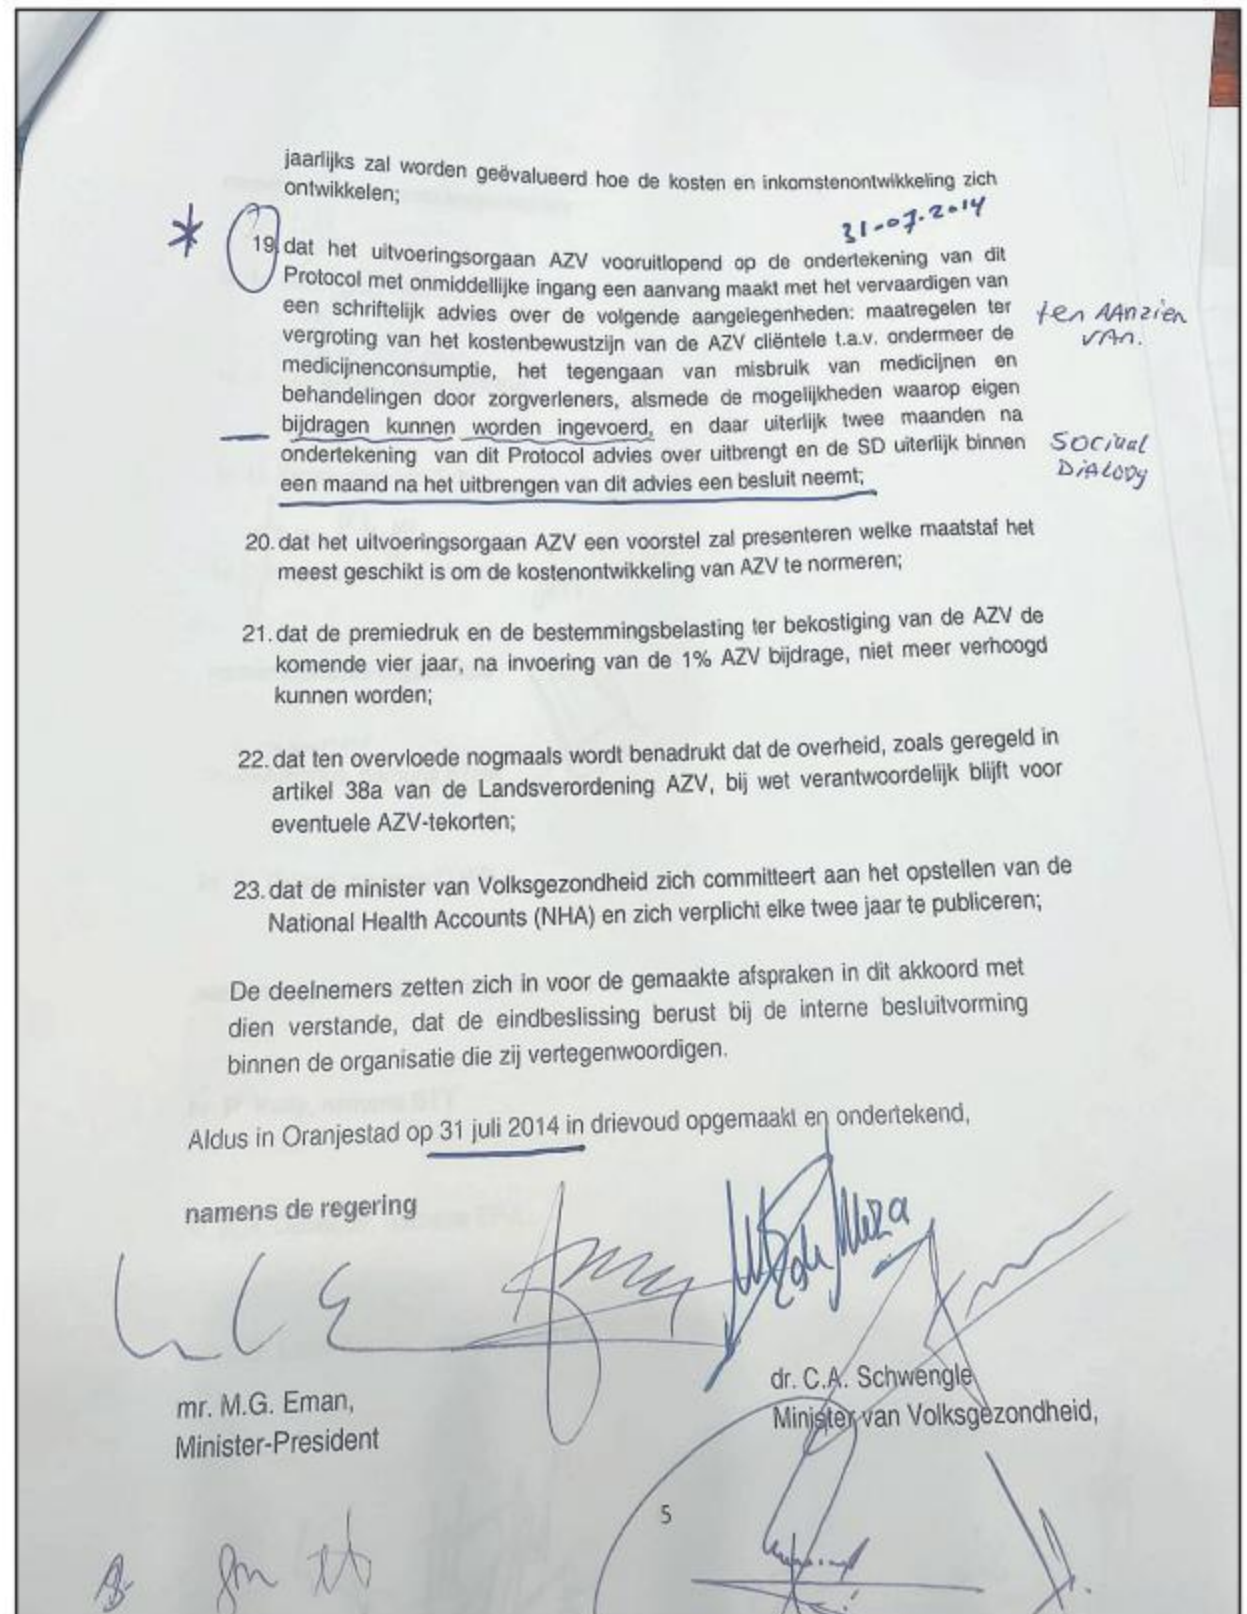 jaarlijks zal worden geëvalueerd hoe de kosten en inkomstenontwikkeling zich
ontwikkelen;
31-07-2014
19. dat het uitvoeringsorgaan AZV vooruitlopend op de ondertekening van dit
Protocol met onmiddellijke ingang een aanvang maakt met het vervaardigen van
een schriftelijk advies over de volgende aangelegenheden: maatregelen ter
vergroting van het kostenbewustzijn van de AZV cliëntele t.a.v. ondermeer de
medicijnenconsumptie, het tegengaan van misbruik van medicijnen en
behandelingen door zorgverleners, alsmede de mogelijkheden waarop eigen
bijdragen kunnen worden ingevoerd, en daar uiterlijk twee maanden na
ondertekening van dit Protocol advies over uitbrengt en de SD uiterlijk binnen
een maand na het uitbrengen van dit advies een besluit neemt;
ten AAnzien
vAn.
SOCiaal
DiALoog
20. dat het uitvoeringsorgaan AZV een voorstel zal presenteren welke maatstaf het
meest geschikt is om de kostenontwikkeling van AZV te normeren;
21. dat de premiedruk en de bestemmingsbelasting ter bekostiging van de AZV de
komende vier jaar, na invoering van de 1% AZV bijdrage, niet meer verhoogd
kunnen worden;
22. dat ten overvloede nogmaals wordt benadrukt dat de overheid, zoals geregeld in
artikel 38a van de Landsverordening AZV, bij wet verantwoordelijk blijft voor
eventuele AZV-tekorten;
23. dat de minister van Volksgezondheid zich committeert aan het opstellen van de
National Health Accounts (NHA) en zich verplicht elke twee jaar te publiceren;
De deelnemers zetten zich in voor de gemaakte afspraken in dit akkoord met
dien verstande, dat de eindbeslissing berust bij de interne besluitvorming
binnen de organisatie die zij vertegenwoordigen.
Aldus in Oranjestad op 31 juli 2014 in drievoud opgemaakt en ondertekend,
namens de regering
mr. M.G. Eman,
Minister-President
dr. C.A. Schwengle
Minister van Volksgezondheid,
5